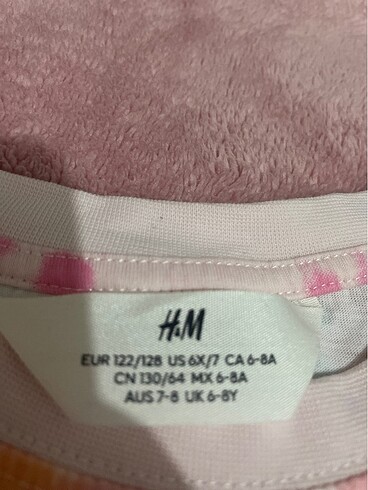 H&M
EUR 122/128 US 6X/7 CA 6-8A
CN 130/64 MX 6-8A
AUS 7-8 UK 6-8Y